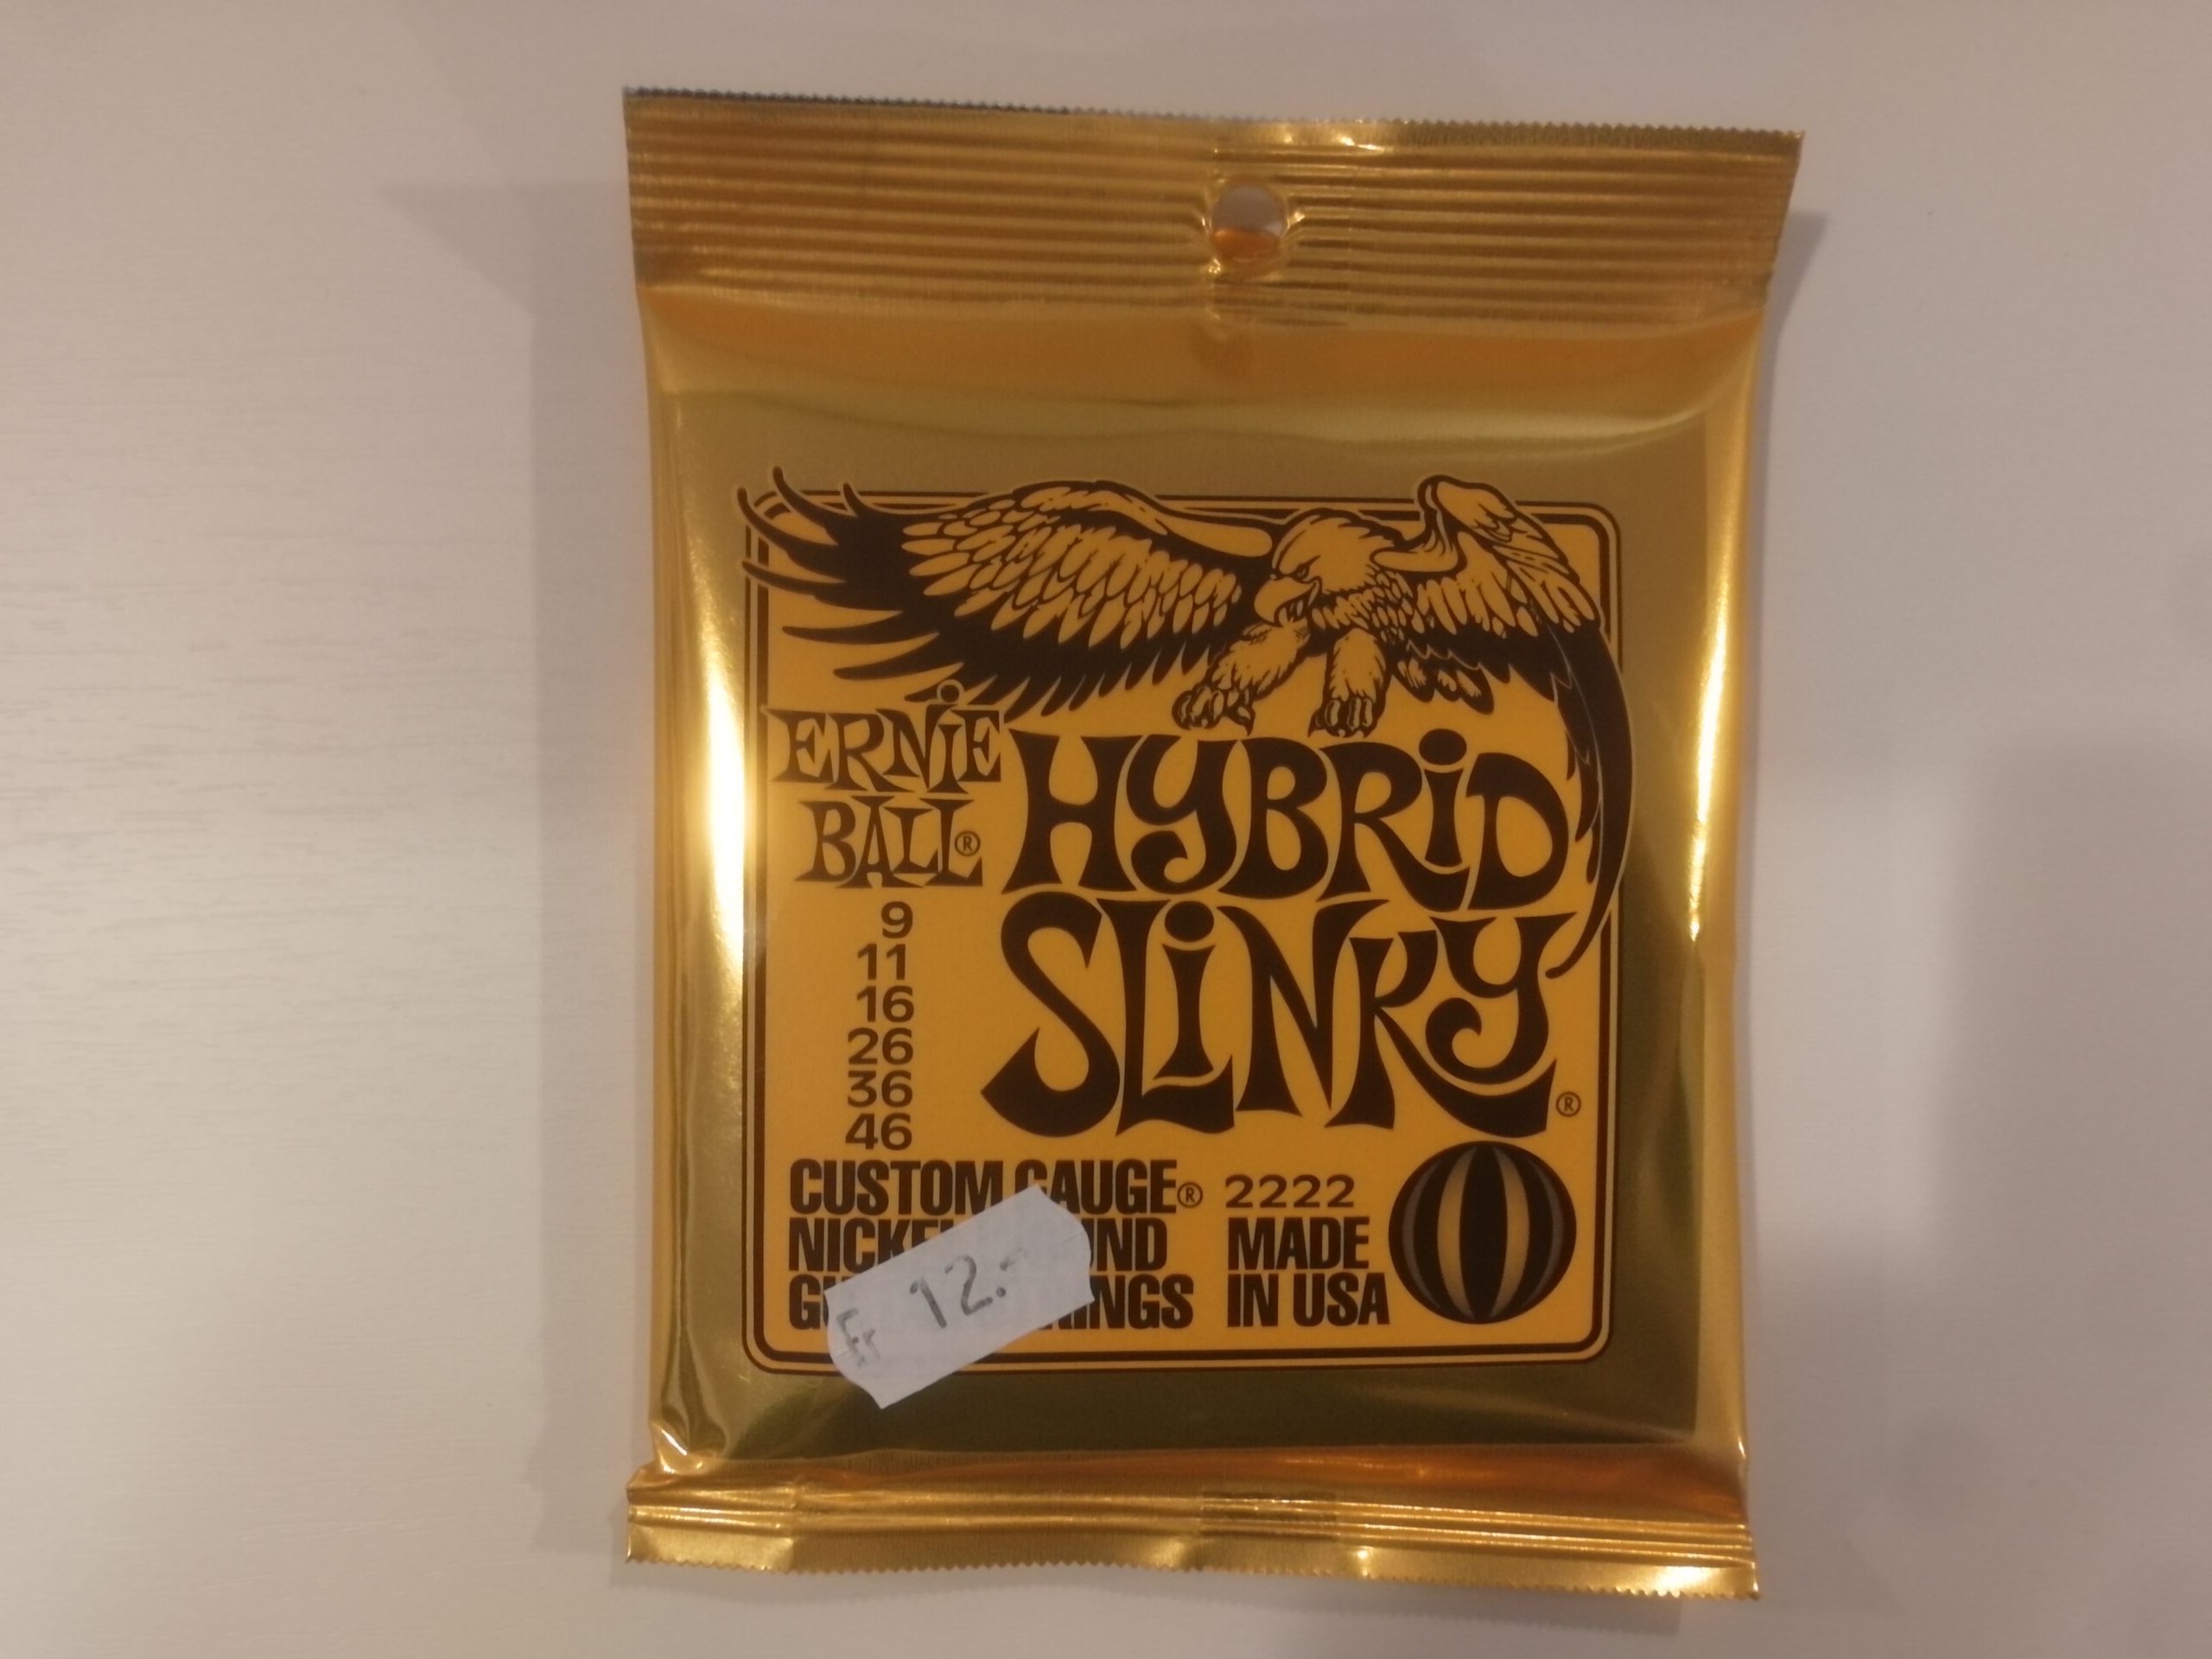 ERNiE
BALL®
HYBRiD
SLiNKY®
9
11
16
26
36
46
CUSTOM GAUGE® 2222
MADE
IN USA
Fr 12.-